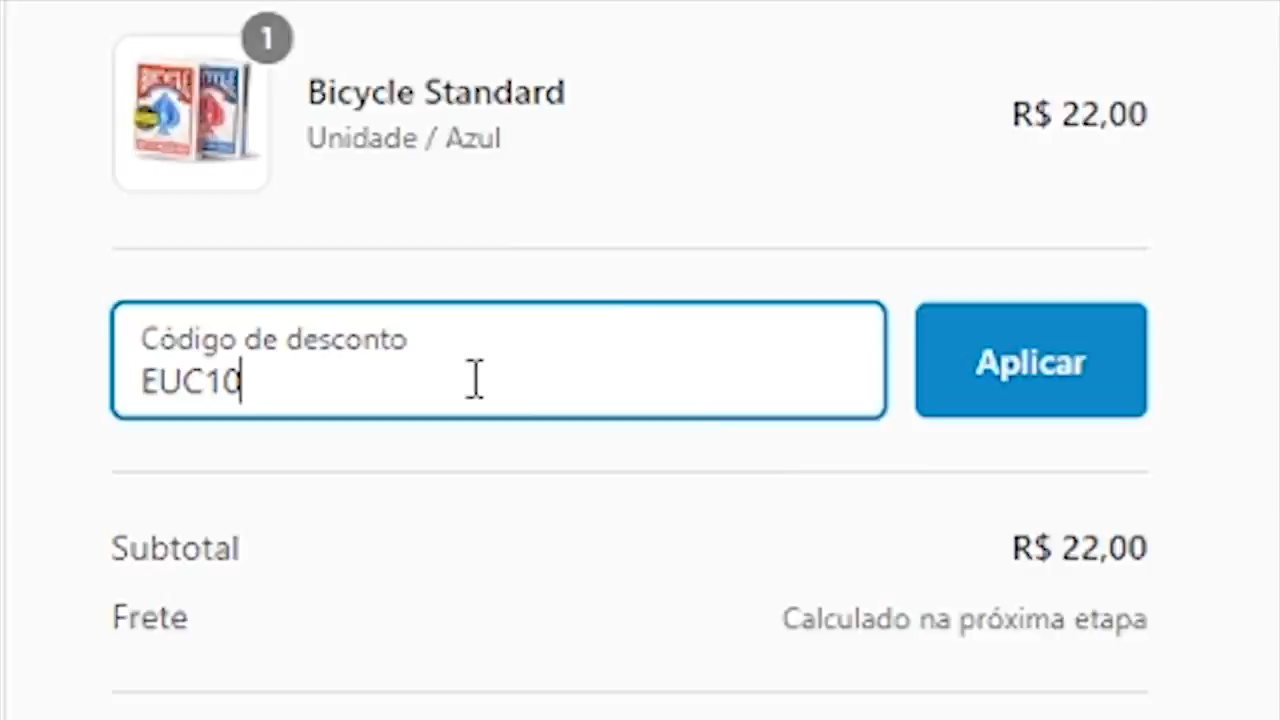 1
BICYCLE
Bicycle Standard
Unidade / Azul
R$ 22,00
Código de desconto
EUC10
Aplicar
Subtotal
R$ 22,00
Frete
Calculado na próxima etapa